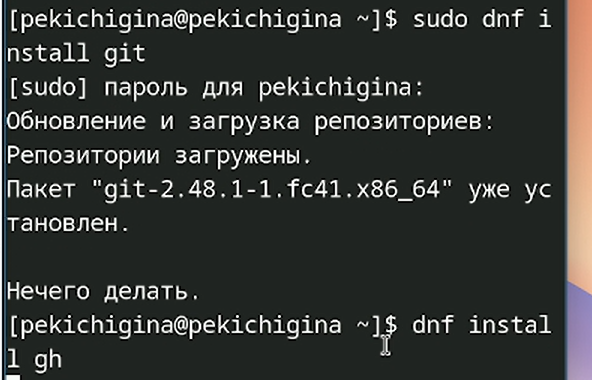 [pekichigina@pekichigina ~]$ sudo dnf i
nstall git
[sudo] пароль для pekichigina:
Обновление и загрузка репозиториев:
Репозитории загружены.
Пакет "git-2.48.1-1.fc41.x86_64" уже ус
тановлен.
Нечего делать.
[pekichigina@pekichigina ~]$ dnf instal
l gh